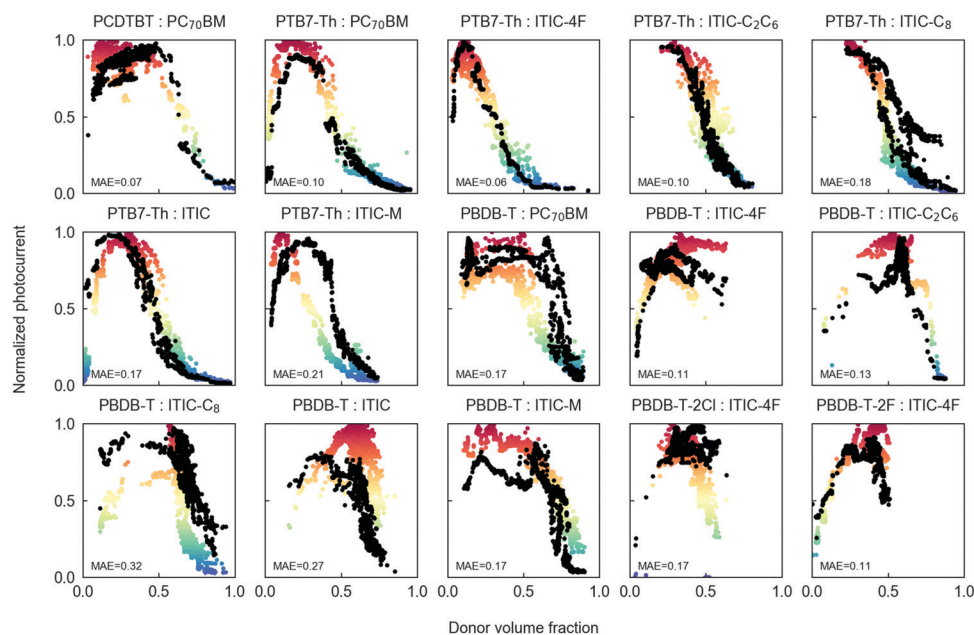 PCDTBT : PC₇₀BM PTB7-Th : PC₇₀BM PTB7-Th : ITIC-4F PTB7-Th : ITIC-C₂C₆ PTB7-Th : ITIC-C₈
1.0 0.5 0.0
MAE=0.07 MAE=0.10 MAE=0.06 MAE=0.10 MAE=0.18
PTB7-Th : ITIC PTB7-Th : ITIC-M PBDB-T : PC₇₀BM PBDB-T : ITIC-4F PBDB-T : ITIC-C₂C₆
Normalized photocurrent
1.0 0.5 0.0
MAE=0.17 MAE=0.21 MAE=0.17 MAE=0.11 MAE=0.13
PBDB-T : ITIC-C₈ PBDB-T : ITIC PBDB-T : ITIC-M PBDB-T-2Cl : ITIC-4F PBDB-T-2F : ITIC-4F
1.0 0.5 0.0
MAE=0.32 MAE=0.27 MAE=0.17 MAE=0.17 MAE=0.11
0.0 0.5 1.0 0.0 0.5 1.0 0.0 0.5 1.0 0.0 0.5 1.0 0.0 0.5 1.0
Donor volume fraction